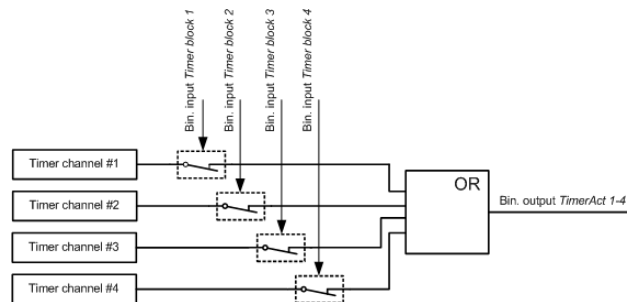 Bin. input Timer block 1
Bin. input Timer block 2
Bin. input Timer block 3
Bin. input Timer block 4
Timer channel #1
OR
Timer channel #2
Bin. output TimerAct 1-4
Timer channel #3
Timer channel #4